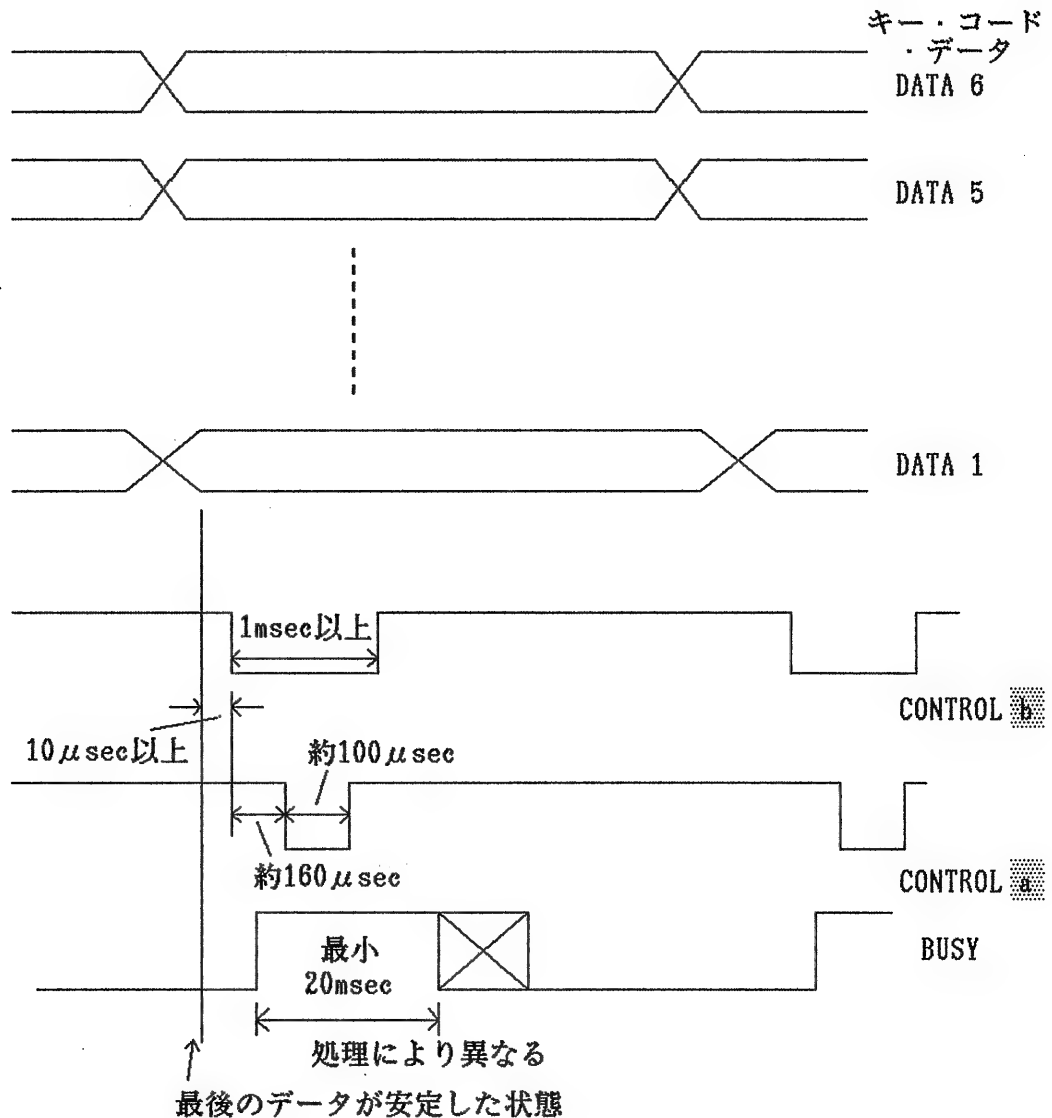 キー・コード
・データ
DATA 6
DATA 5
DATA 1
1msec以上
CONTROL b
10μsec以上
約100μsec
約160μsec
CONTROL a
最小
20msec
BUSY
処理により異なる
最後のデータが安定した状態